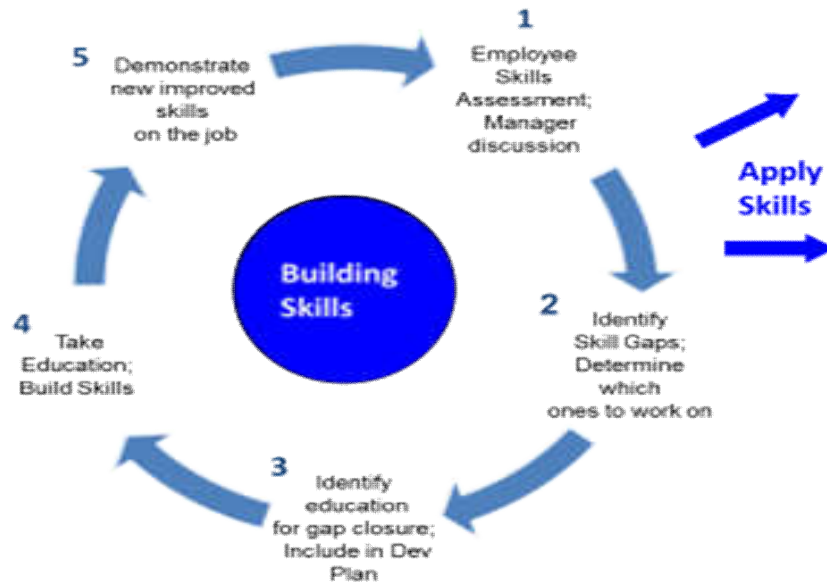 1
Employee
Skills
Assessment;
Manager
discussion
2
Identify
Skill Gaps;
Determine
which
ones to work on
3
Identify
education
for gap closure;
Include in Dev
Plan
4
Take
Education;
Build Skills
5
Demonstrate
new improved
skills
on the job
Building
Skills
Apply
Skills